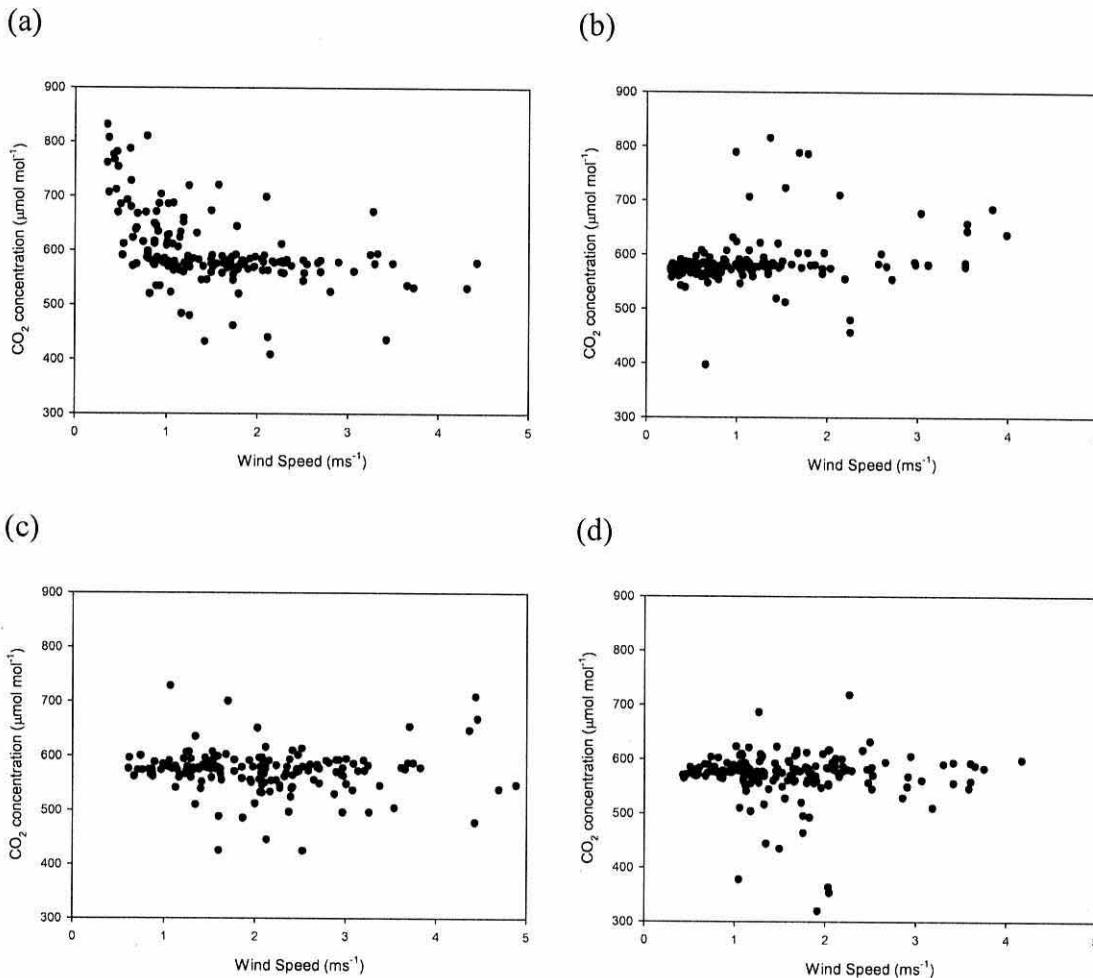 (a)
900
800
700
600
500
400
300
CO2 concentration (µmol mol-1)
0 1 2 3 4 5
Wind Speed (ms-1)
(b)
900
800
700
600
500
400
300
CO2 concentration (µmol mol-1)
0 1 2 3 4
Wind Speed (ms-1)
(c)
900
800
700
600
500
400
300
CO2 concentration (µmol mol-1)
0 1 2 3 4 5
Wind Speed (ms-1)
(d)
900
800
700
600
500
400
300
CO2 concentration (µmol mol-1)
0 1 2 3 4
Wind Speed (ms-1)